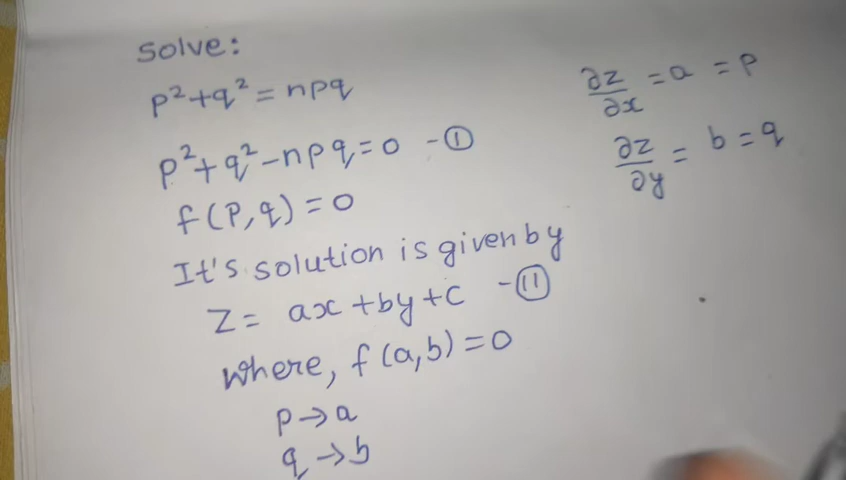 Solve:
p²+q² = npq
p²+q²-npq=0 -①
f(p,q)=0
It's solution is given by
Z= ax+by+c -⑪
Where, f(a,b)=0
p→a
q→b
∂z/∂x = a = p
∂z/∂y = b = q